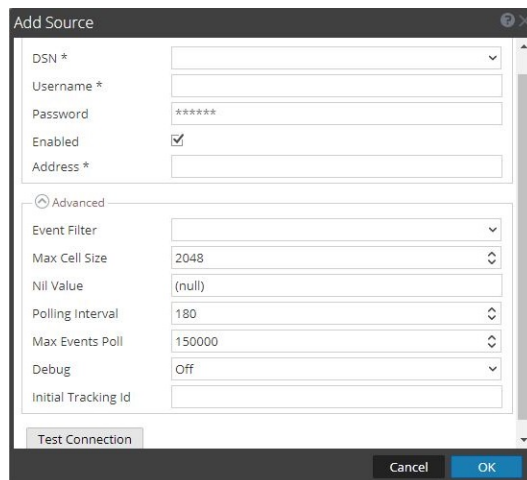 Add Source
DSN *
Username *
Password ******
Enabled
Address *
Advanced
Event Filter
Max Cell Size 2048
Nil Value (null)
Polling Interval 180
Max Events Poll 150000
Debug Off
Initial Tracking Id
Test Connection
Cancel OK